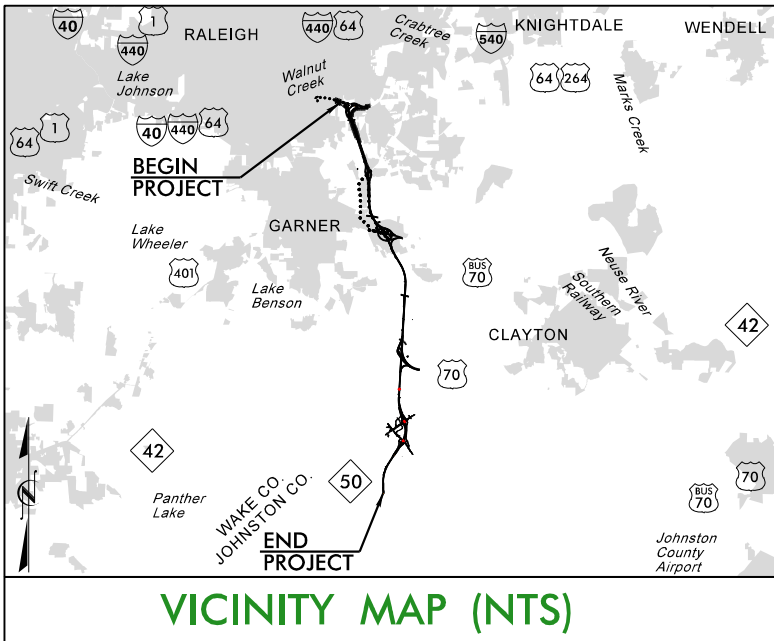 40
1
440
RALEIGH
440
64
Crabtree
Creek
540
KNIGHTDALE
WENDELL
Lake
Johnson
Walnut
Creek
64
264
Marks Creek
64
1
40
440
64
BEGIN
PROJECT
Swift Creek
GARNER
Lake
Wheeler
401
Lake
Benson
BUS
70
Neuse River
Southern
Railway
CLAYTON
42
70
42
50
Panther
Lake
WAKE CO.
JOHNSTON CO.
END
PROJECT
BUS
70
70
Johnston
County
Airport
N
VICINITY MAP (NTS)